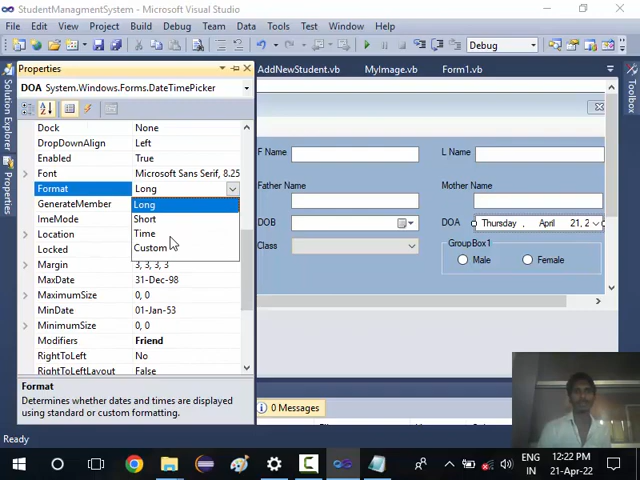 StudentManagmentSystem - Microsoft Visual Studio
File Edit View Project Build Debug Team Data Tools Test Window Help
Debug
Properties
AddNewStudent.vb MyImage.vb Form1.vb
DOA System.Windows.Forms.DateTimePicker
Solution Explorer
Properties
Toolbox
Dock None
DropDownAlign Left
Enabled True
Font Microsoft Sans Serif, 8.25
Format Long
GenerateMember Long
ImeMode Short
Location Time
Locked Custom
Margin 3, 3, 3, 3
MaxDate 31-Dec-98
MaximumSize 0, 0
MinDate 01-Jan-53
MinimumSize 0, 0
Modifiers Friend
RightToLeft No
RightToLeftLayout False
F Name
L Name
Father Name
Mother Name
DOB
DOA Thursday , April 21, 2
Class
GroupBox1
Male Female
Format
Determines whether dates and times are displayed
using standard or custom formatting.
0 Messages
Ready
ENG
IN
12:22 PM
21-Apr-22